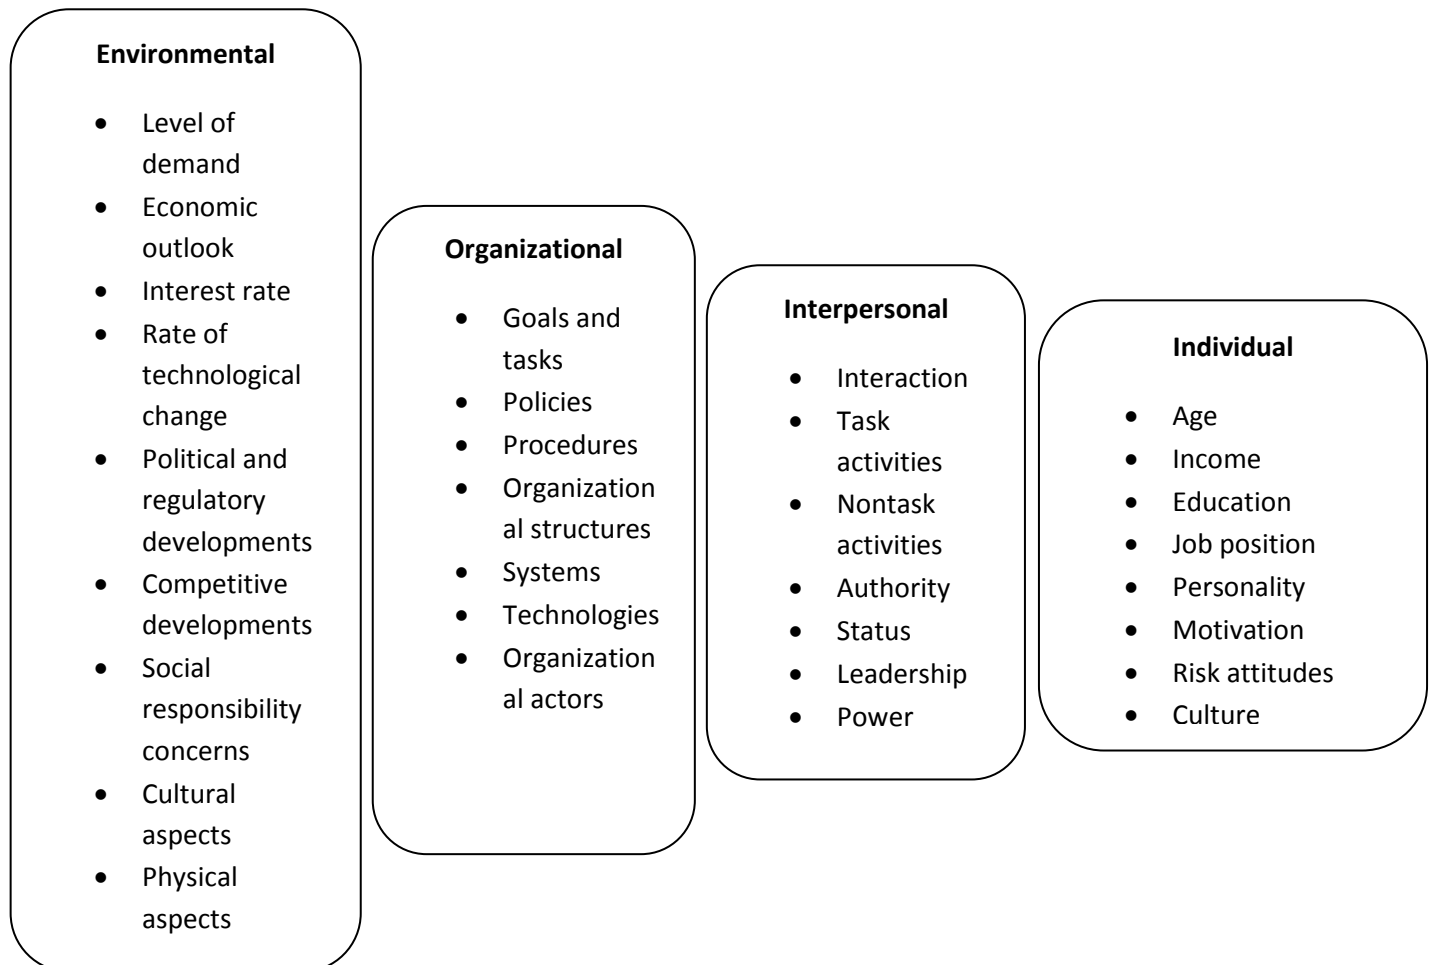 Environmental
• Level of
demand
• Economic
outlook
• Interest rate
• Rate of
technological
change
• Political and
regulatory
developments
• Competitive
developments
• Social
responsibility
concerns
• Cultural
aspects
• Physical
aspects
Organizational
• Goals and
tasks
• Policies
• Procedures
• Organization
al structures
• Systems
• Technologies
• Organization
al actors
Interpersonal
• Interaction
• Task
activities
• Nontask
activities
• Authority
• Status
• Leadership
• Power
Individual
• Age
• Income
• Education
• Job position
• Personality
• Motivation
• Risk attitudes
• Culture